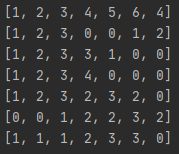 [1, 2, 3, 4, 5, 6, 4]
[1, 2, 3, 0, 0, 1, 2]
[1, 2, 3, 3, 1, 0, 0]
[1, 2, 3, 4, 0, 0, 0]
[1, 2, 3, 2, 3, 2, 0]
[0, 0, 1, 2, 2, 3, 2]
[1, 1, 1, 2, 3, 3, 0]